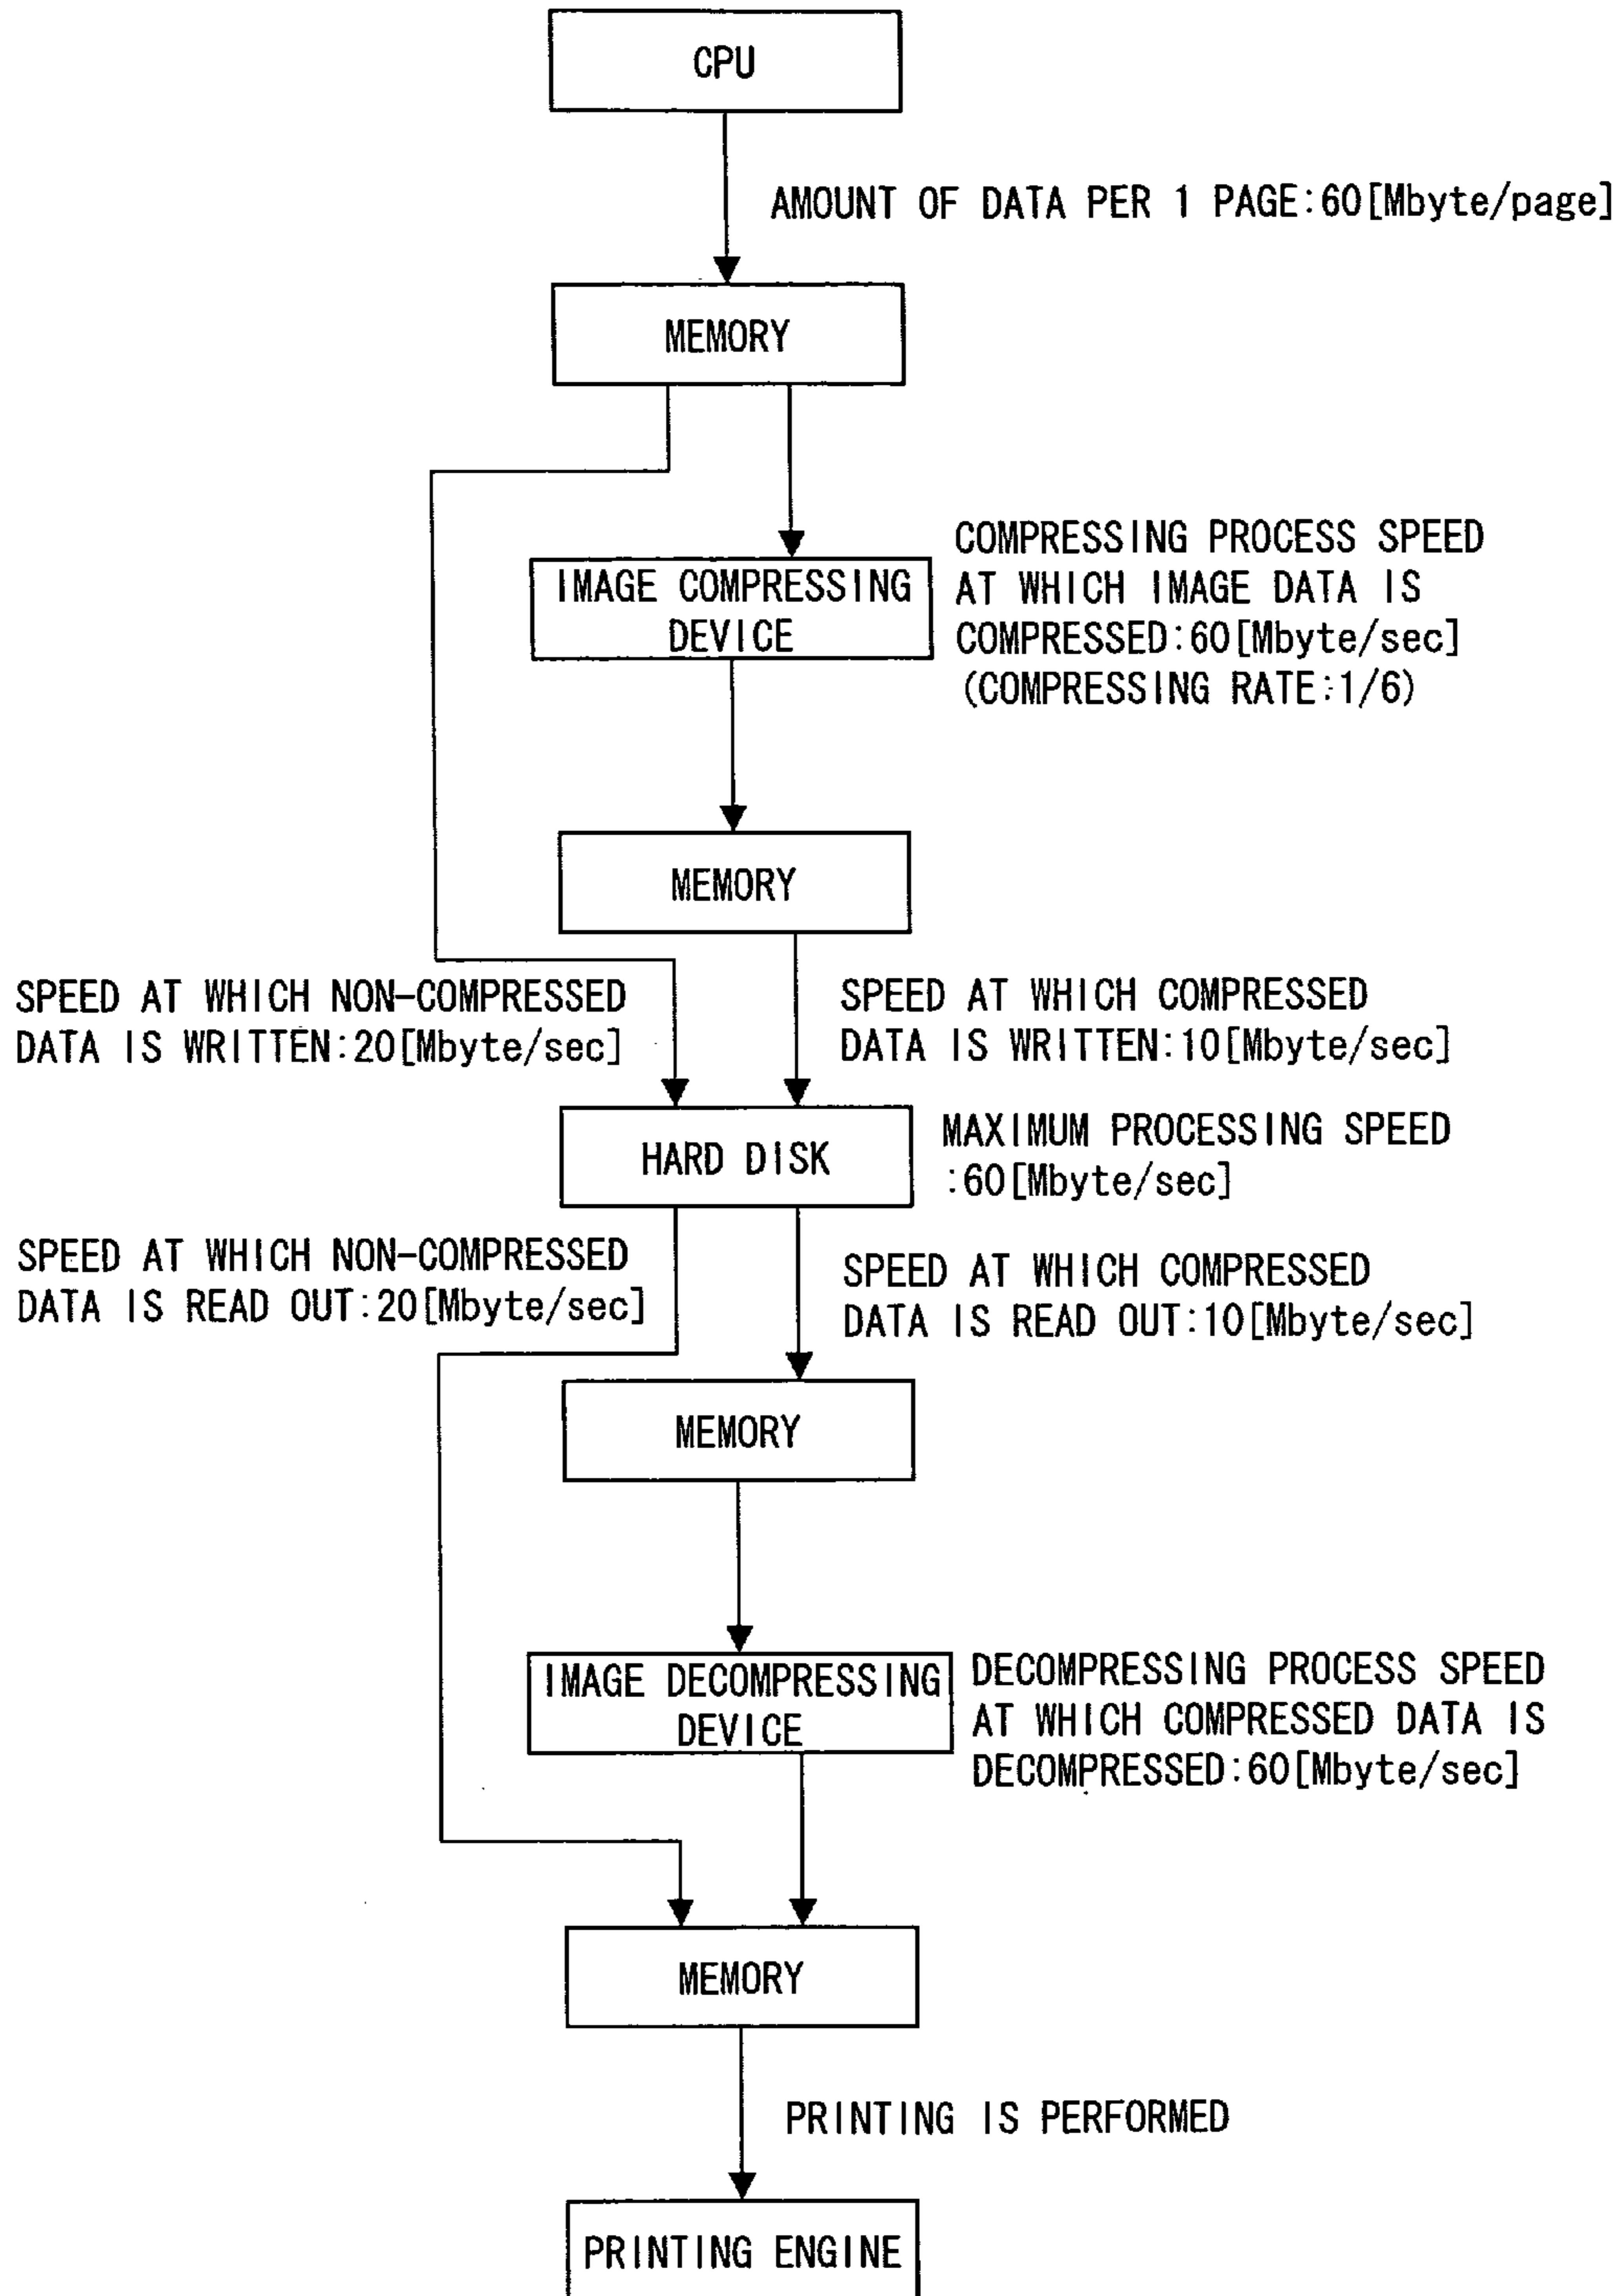 CPU
AMOUNT OF DATA PER 1 PAGE:60[Mbyte/page]
MEMORY
IMAGE COMPRESSING
DEVICE
COMPRESSING PROCESS SPEED
AT WHICH IMAGE DATA IS
COMPRESSED:60[Mbyte/sec]
(COMPRESSING RATE:1/6)
MEMORY
SPEED AT WHICH NON-COMPRESSED
DATA IS WRITTEN:20[Mbyte/sec]
SPEED AT WHICH COMPRESSED
DATA IS WRITTEN:10[Mbyte/sec]
HARD DISK
MAXIMUM PROCESSING SPEED
:60[Mbyte/sec]
SPEED AT WHICH NON-COMPRESSED
DATA IS READ OUT:20[Mbyte/sec]
SPEED AT WHICH COMPRESSED
DATA IS READ OUT:10[Mbyte/sec]
MEMORY
IMAGE DECOMPRESSING
DEVICE
DECOMPRESSING PROCESS SPEED
AT WHICH COMPRESSED DATA IS
DECOMPRESSED:60[Mbyte/sec]
MEMORY
PRINTING IS PERFORMED
PRINTING ENGINE